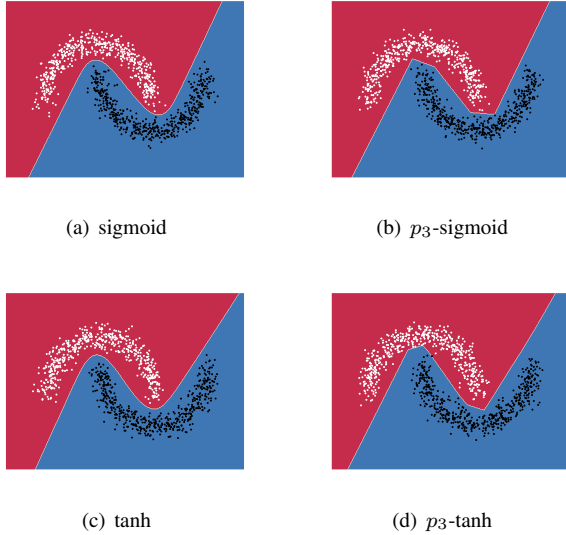 (a) sigmoid
(b) p₃-sigmoid
(c) tanh
(d) p₃-tanh